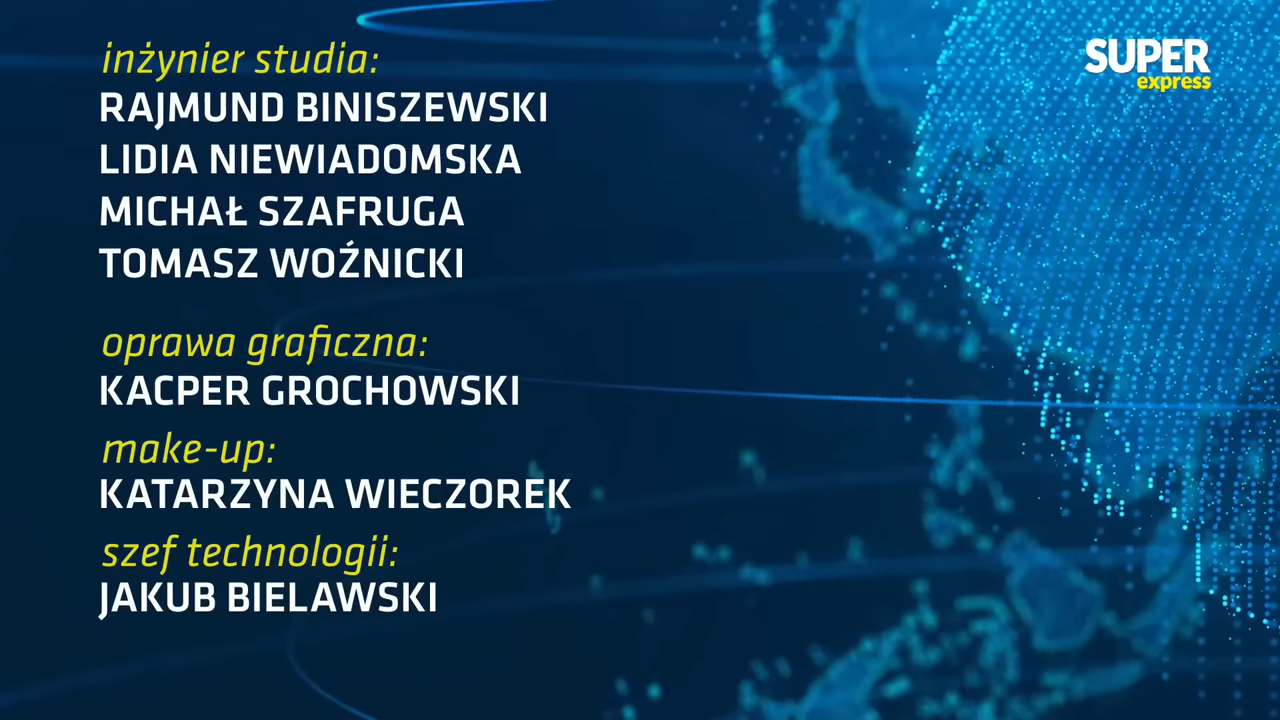 inżynier studia:
RAJMUND BINISZEWSKI
LIDIA NIEWIADOMSKA
MICHAŁ SZAFRUGA
TOMASZ WOŹNICKI
oprawa graficzna:
KACPER GROCHOWSKI
make-up:
KATARZYNA WIECZOREK
szef technologii:
JAKUB BIELAWSKI
SUPER
express